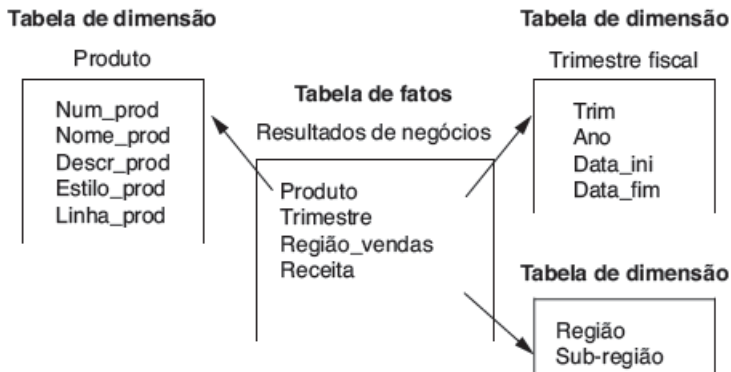 Tabela de dimensão
Produto
Num_prod
Nome_prod
Descr_prod
Estilo_prod
Linha_prod
Tabela de fatos
Resultados de negócios
Produto
Trimestre
Região_vendas
Receita
Tabela de dimensão
Trimestre fiscal
Trim
Ano
Data_ini
Data_fim
Tabela de dimensão
Região
Sub-região